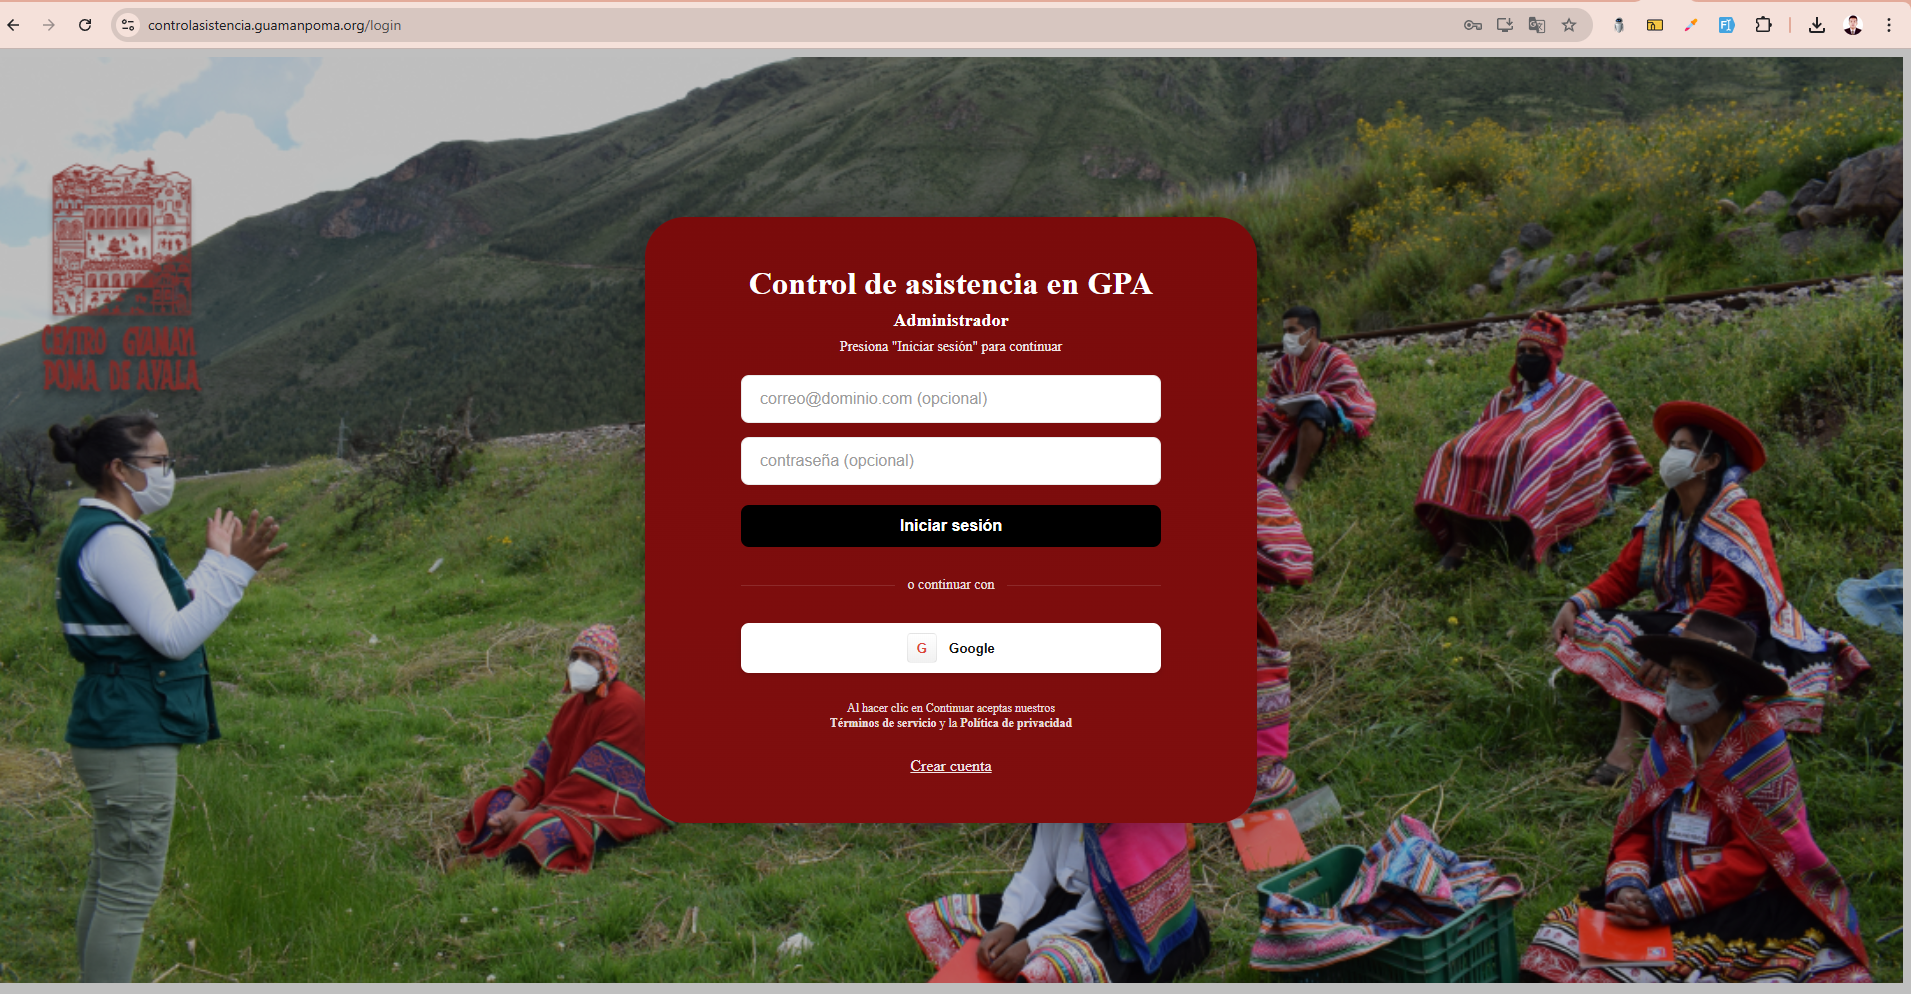 controlasistencia.guamanpoma.org/login
CENTRO GUAMAN
POMA DE AYALA
Control de asistencia en GPA
Administrador
Presiona "Iniciar sesión" para continuar
correo@dominio.com (opcional)
contraseña (opcional)
Iniciar sesión
o continuar con
G Google
Al hacer clic en Continuar aceptas nuestros
Términos de servicio y la Política de privacidad
Crear cuenta